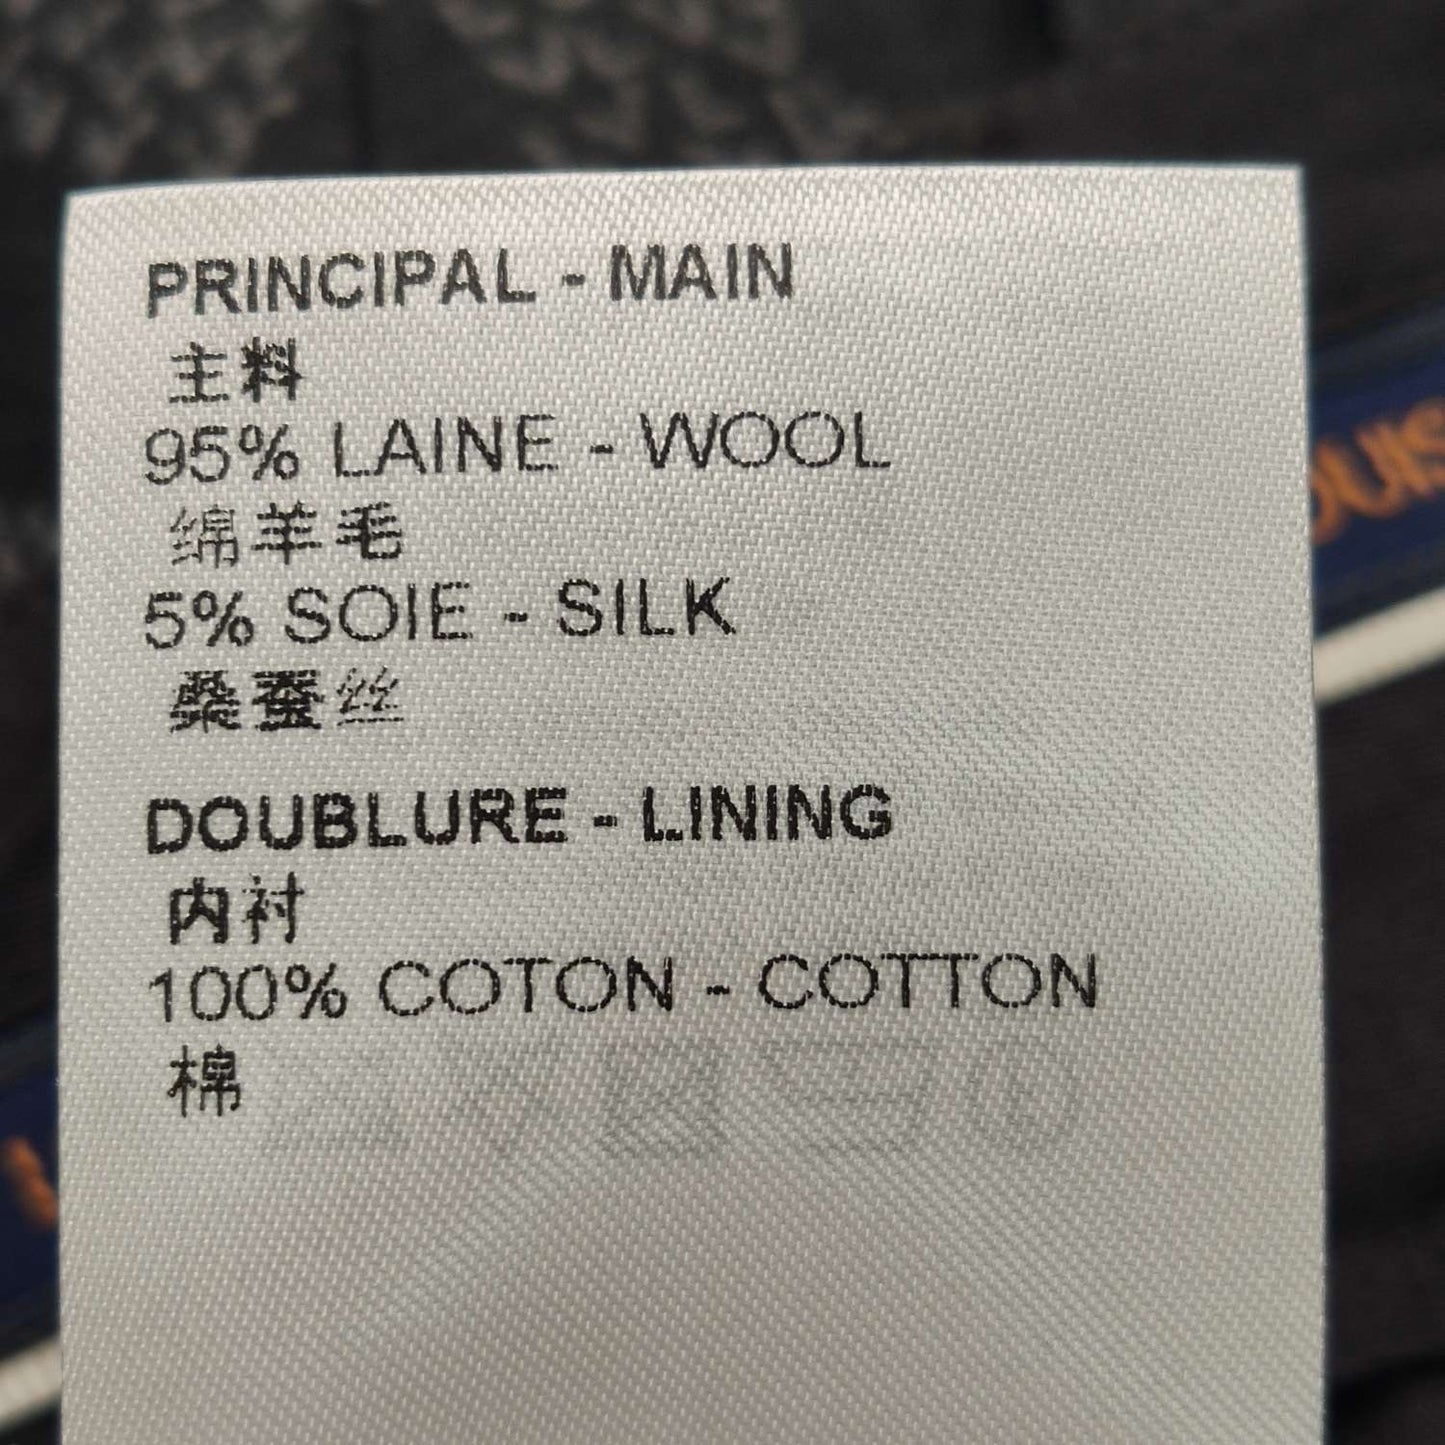 PRINCIPAL - MAIN
主料
95% LAINE - WOOL
绵羊毛
5% SOIE - SILK
桑蚕丝
DOUBLURE - LINING
内衬
100% COTON - COTTON
棉
OUIS